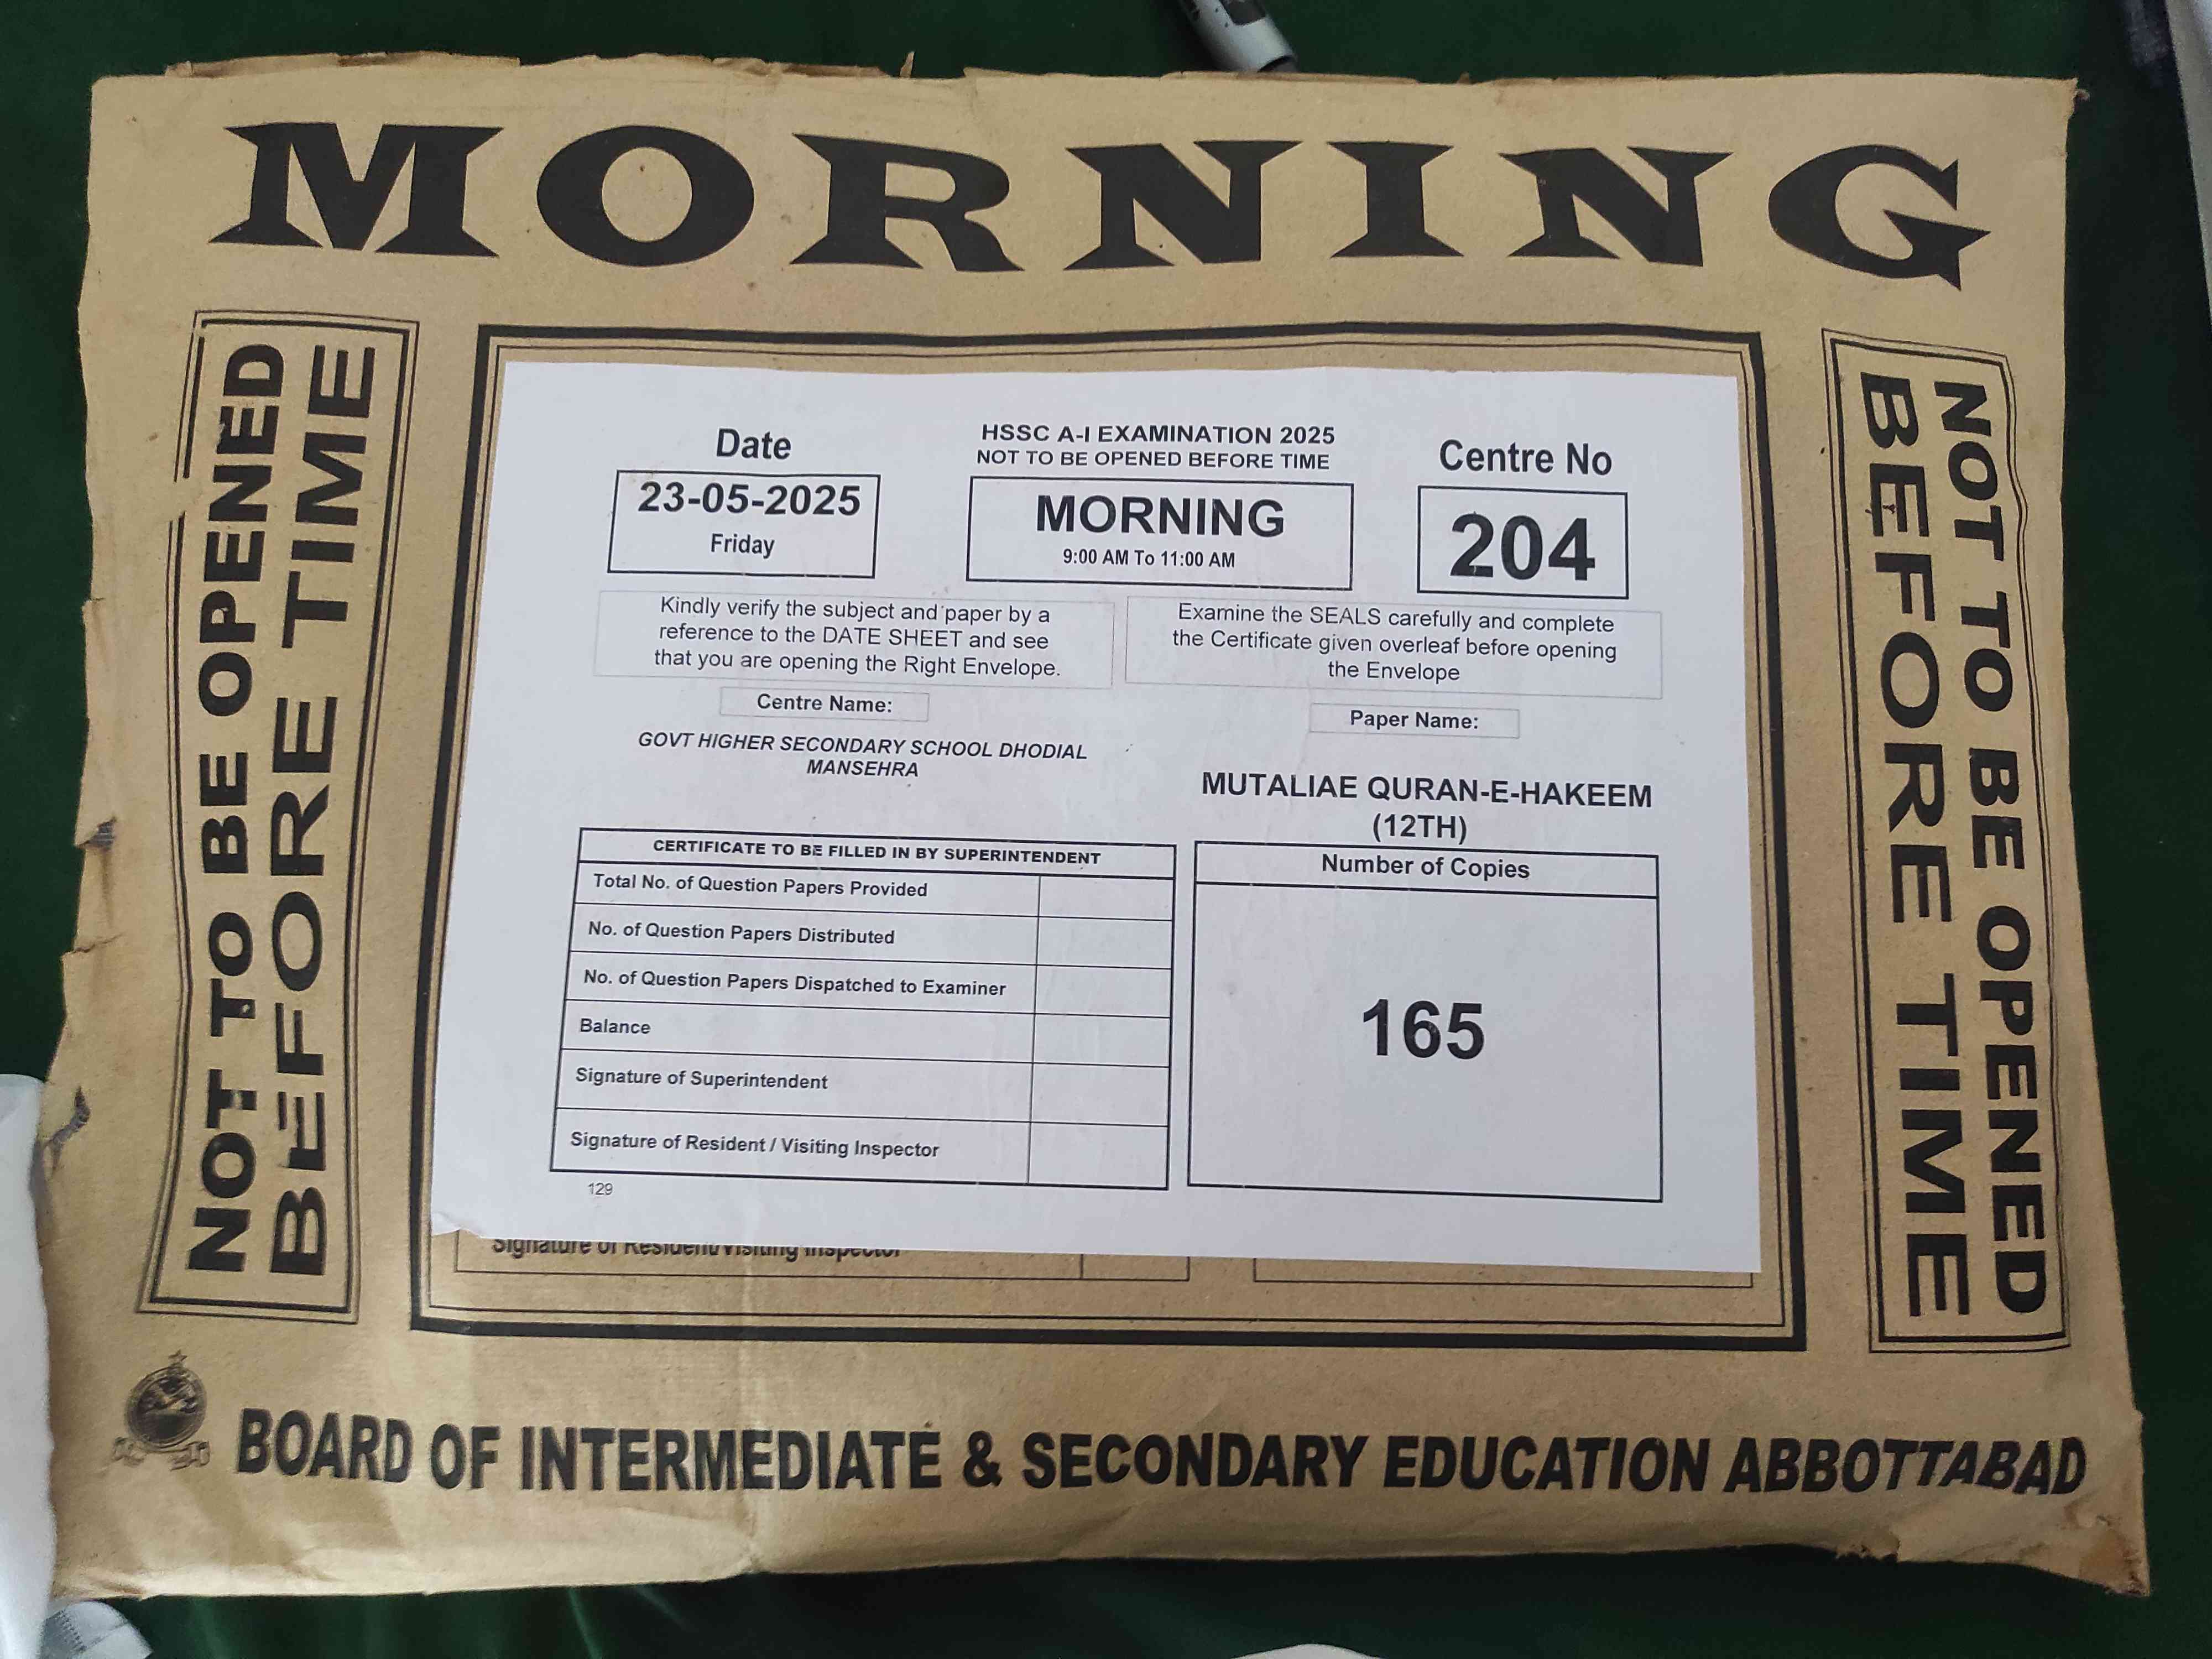 MORNING
NOT TO BE OPENED
BEFORE TIME
Date
23-05-2025
Friday
HSSC A-I EXAMINATION 2025
NOT TO BE OPENED BEFORE TIME
MORNING
9:00 AM To 11:00 AM
Centre No
204
Kindly verify the subject and paper by a
reference to the DATE SHEET and see
that you are opening the Right Envelope.
Examine the SEALS carefully and complete
the Certificate given overleaf before opening
the Envelope
Centre Name:
GOVT HIGHER SECONDARY SCHOOL DHODIAL
MANSEHRA
Paper Name:
MUTALIAE QURAN-E-HAKEEM
(12TH)
CERTIFICATE TO BE FILLED IN BY SUPERINTENDENT
Total No. of Question Papers Provided
No. of Question Papers Distributed
No. of Question Papers Dispatched to Examiner
Balance
Signature of Superintendent
Signature of Resident / Visiting Inspector
Number of Copies
165
129
Signature of Resident/Visiting Inspector
NOT TO BE OPENED
BEFORE TIME
BOARD OF INTERMEDIATE & SECONDARY EDUCATION ABBOTTABAD